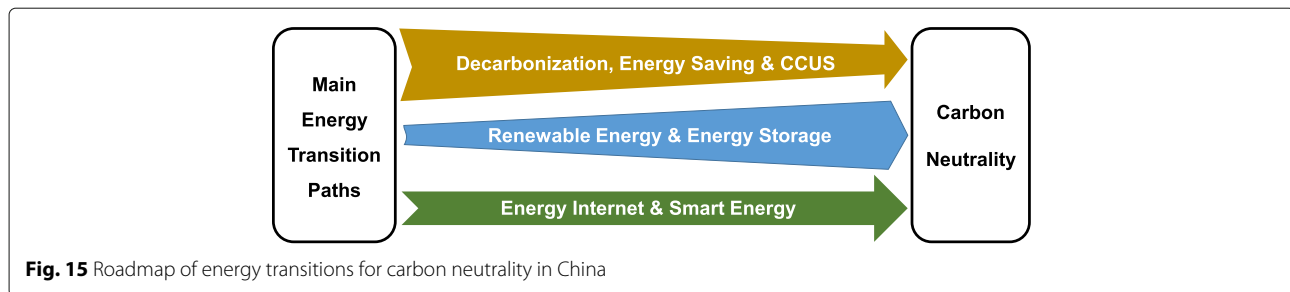 Main
Energy
Transition
Paths
Decarbonization, Energy Saving & CCUS
Renewable Energy & Energy Storage
Energy Internet & Smart Energy
Carbon
Neutrality
Fig. 15 Roadmap of energy transitions for carbon neutrality in China